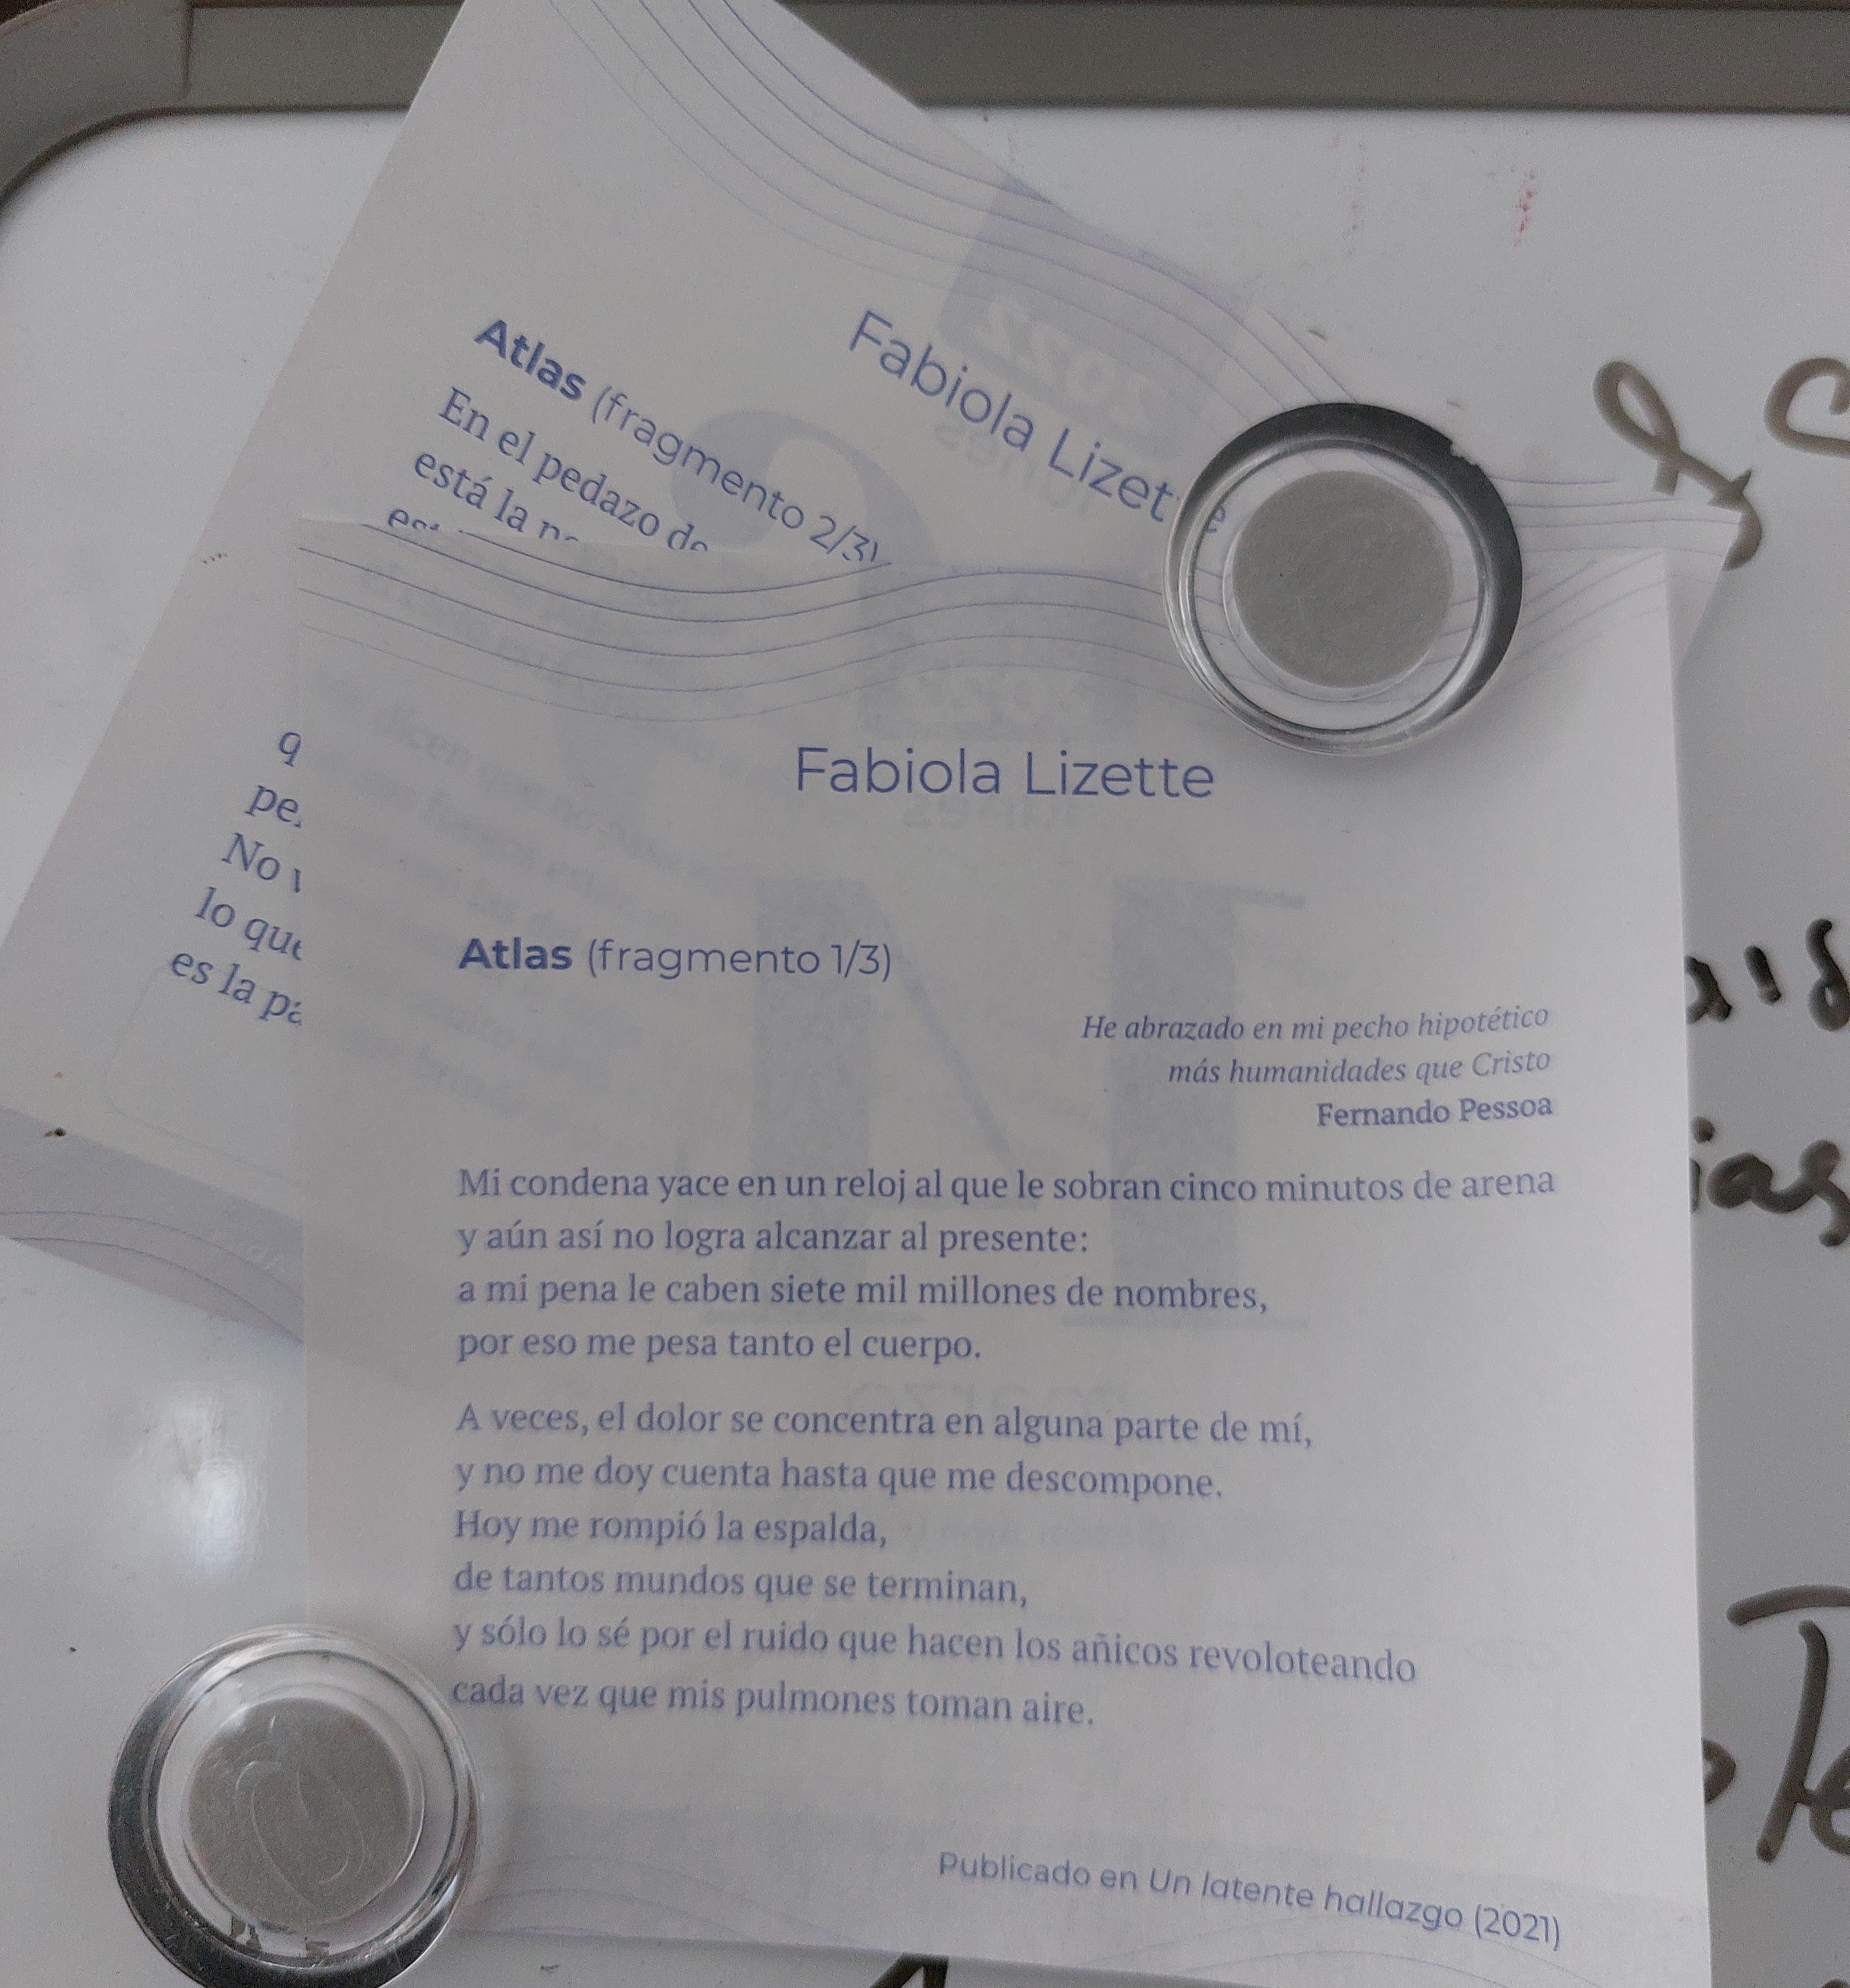 Fabiola Lizet e
Atlas (fragmento 2/3)
En el pedazo de
está la
No
lo que
es la
Fabiola Lizette
Atlas (fragmento 1/3)
He abrazado en mi pecho hipotético
más humanidades que Cristo
Fernando Pessoa
Mi condena yace en un reloj al que le sobran cinco minutos de arena
y aún así no logra alcanzar al presente:
a mi pena le caben siete mil millones de nombres,
por eso me pesa tanto el cuerpo.
A veces, el dolor se concentra en alguna parte de mí,
y no me doy cuenta hasta que me descompone.
Hoy me rompió la espalda,
de tantos mundos que se terminan,
y sólo lo sé por el ruido que hacen los añicos revoloteando
cada vez que mis pulmones toman aire.
Publicado en Un latente hallazgo (2021)